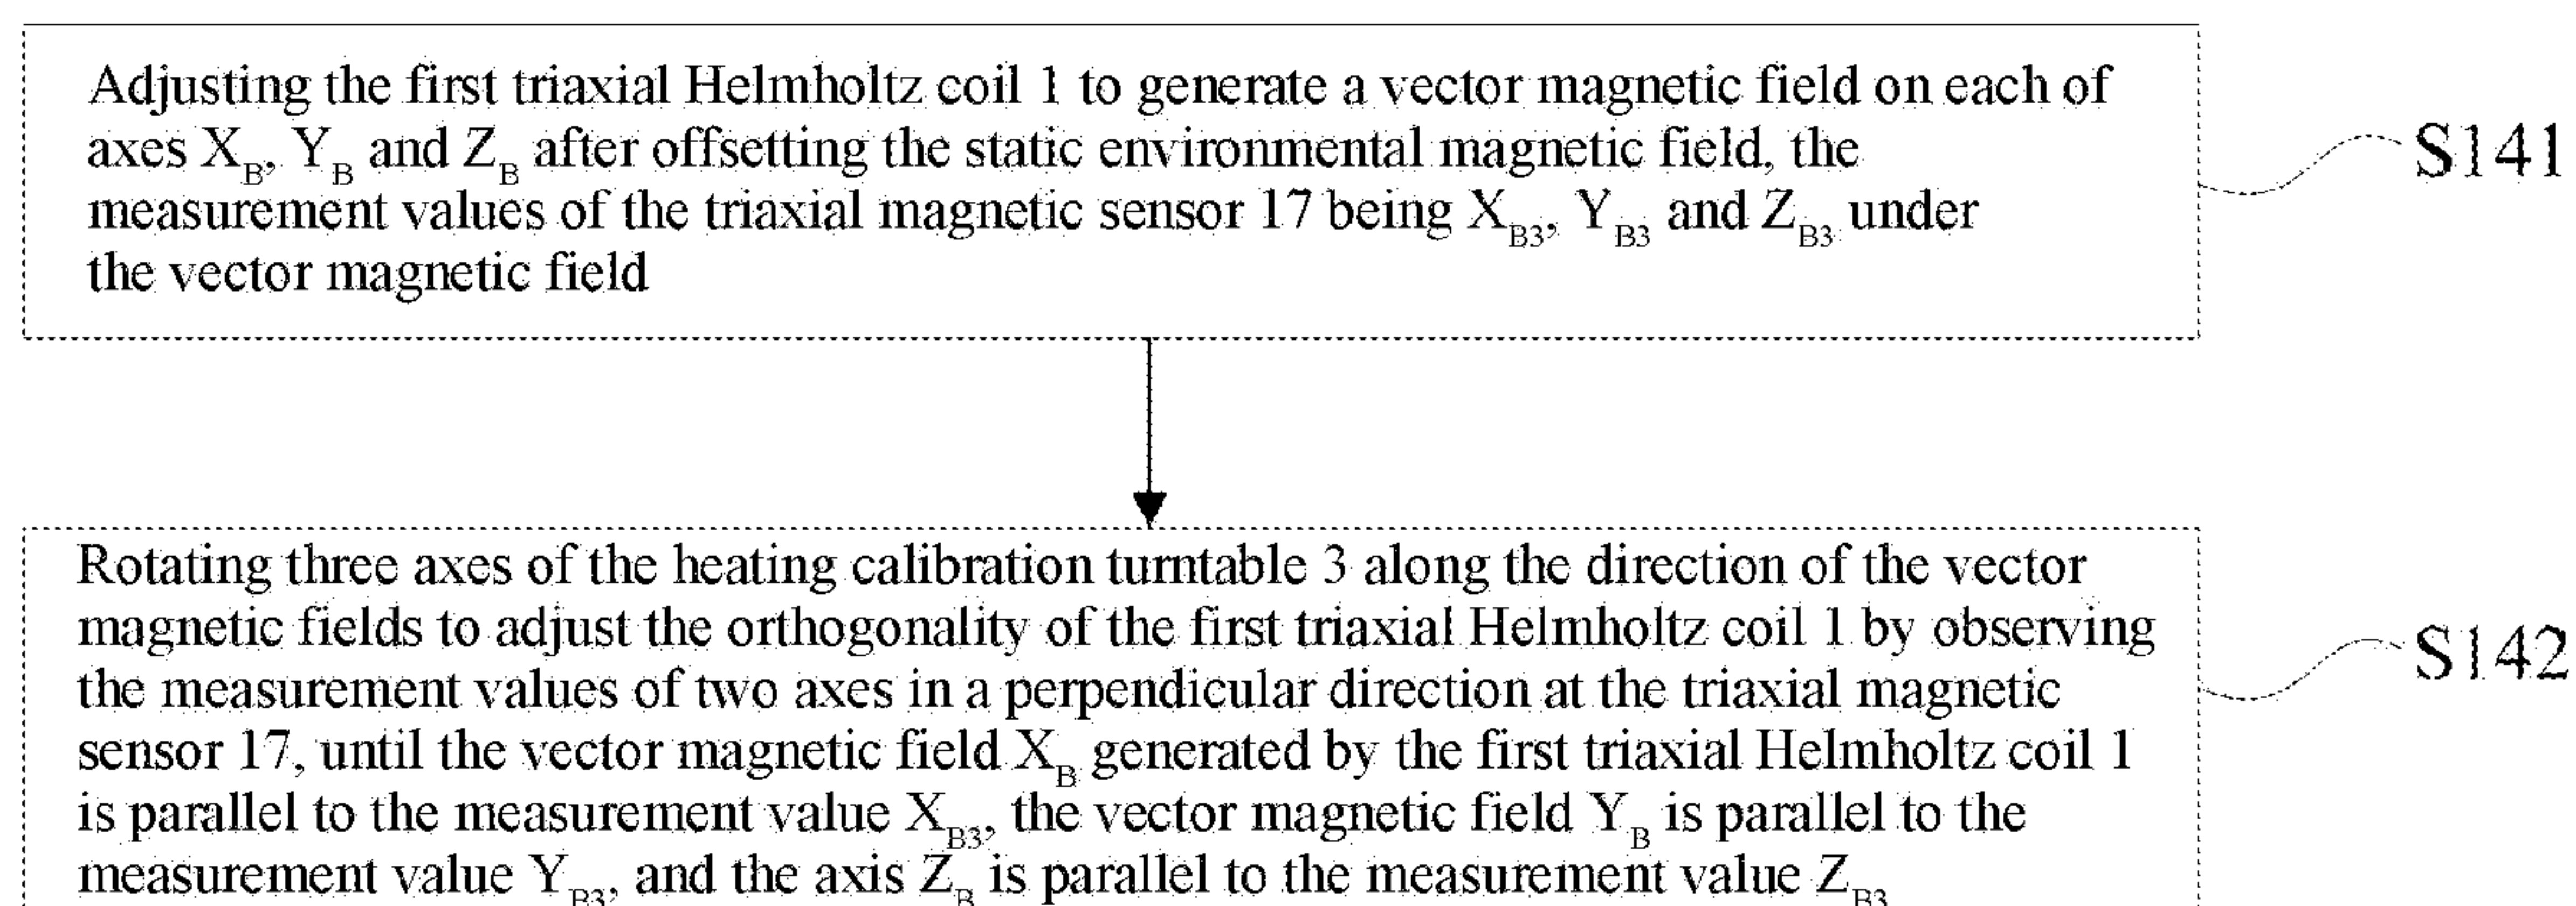 Adjusting the first triaxial Helmholtz coil 1 to generate a vector magnetic field on each of
axes X_B, Y_B and Z_B after offsetting the static environmental magnetic field, the
measurement values of the triaxial magnetic sensor 17 being X_B3, Y_B3 and Z_B3 under
the vector magnetic field
S141
Rotating three axes of the heating calibration turntable 3 along the direction of the vector
magnetic fields to adjust the orthogonality of the first triaxial Helmholtz coil 1 by observing
the measurement values of two axes in a perpendicular direction at the triaxial magnetic
sensor 17, until the vector magnetic field X_B generated by the first triaxial Helmholtz coil 1
is parallel to the measurement value X_B3, the vector magnetic field Y_B is parallel to the
measurement value Y_B3, and the axis Z_B is parallel to the measurement value Z_B3
S142